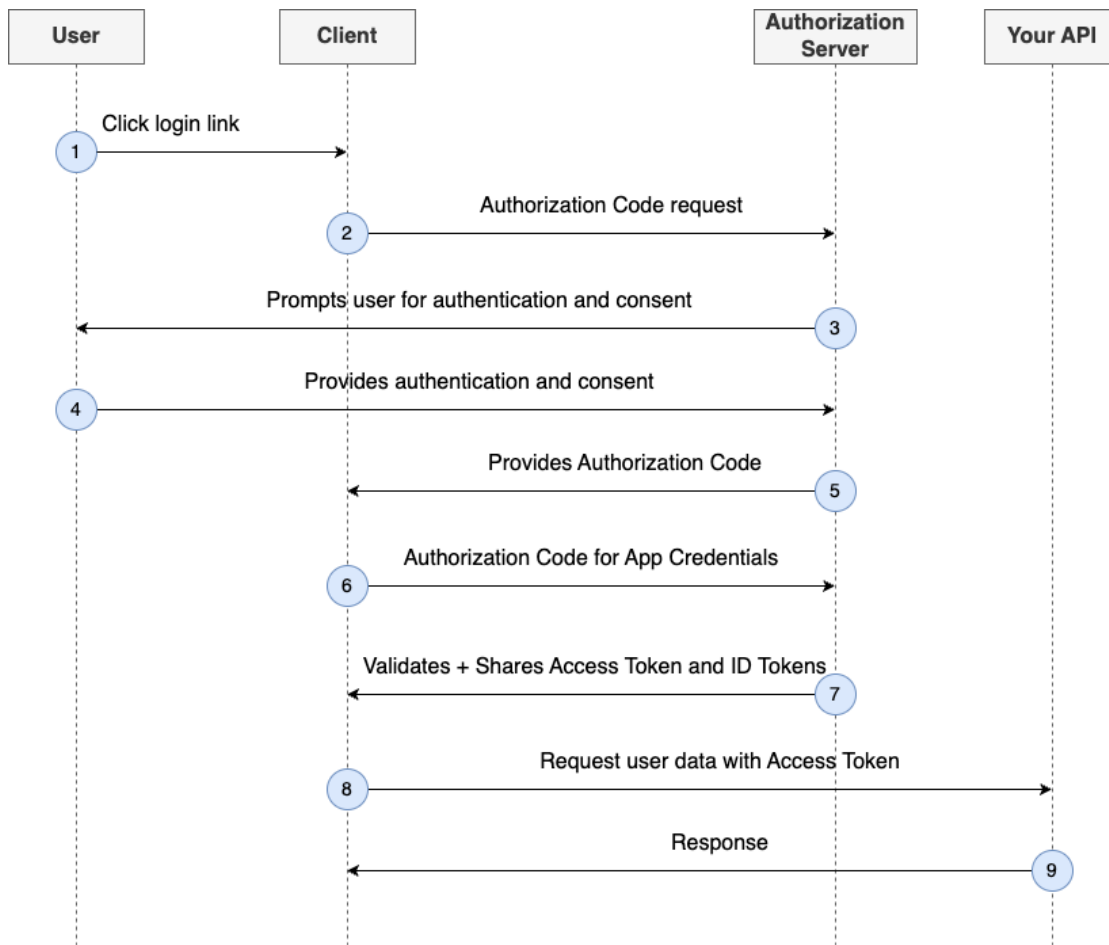 User
Client
Authorization
Server
Your API
Click login link
1
Authorization Code request
2
Prompts user for authentication and consent
3
Provides authentication and consent
4
Provides Authorization Code
5
Authorization Code for App Credentials
6
Validates + Shares Access Token and ID Tokens
7
Request user data with Access Token
8
Response
9